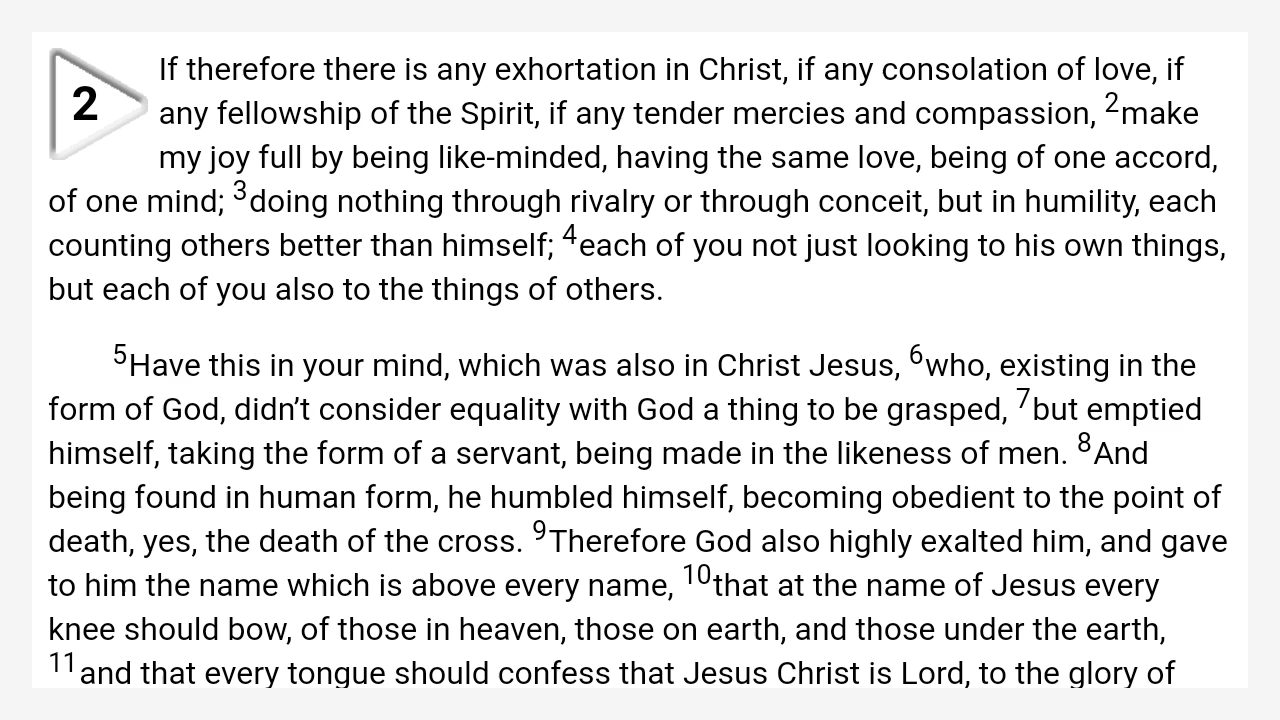 2 If therefore there is any exhortation in Christ, if any consolation of love, if
any fellowship of the Spirit, if any tender mercies and compassion, 2make
my joy full by being like-minded, having the same love, being of one accord,
of one mind; 3doing nothing through rivalry or through conceit, but in humility, each
counting others better than himself; 4each of you not just looking to his own things,
but each of you also to the things of others.
5Have this in your mind, which was also in Christ Jesus, 6who, existing in the
form of God, didn’t consider equality with God a thing to be grasped, 7but emptied
himself, taking the form of a servant, being made in the likeness of men. 8And
being found in human form, he humbled himself, becoming obedient to the point of
death, yes, the death of the cross. 9Therefore God also highly exalted him, and gave
to him the name which is above every name, 10that at the name of Jesus every
knee should bow, of those in heaven, those on earth, and those under the earth,
11and that every tongue should confess that Jesus Christ is Lord, to the glory of